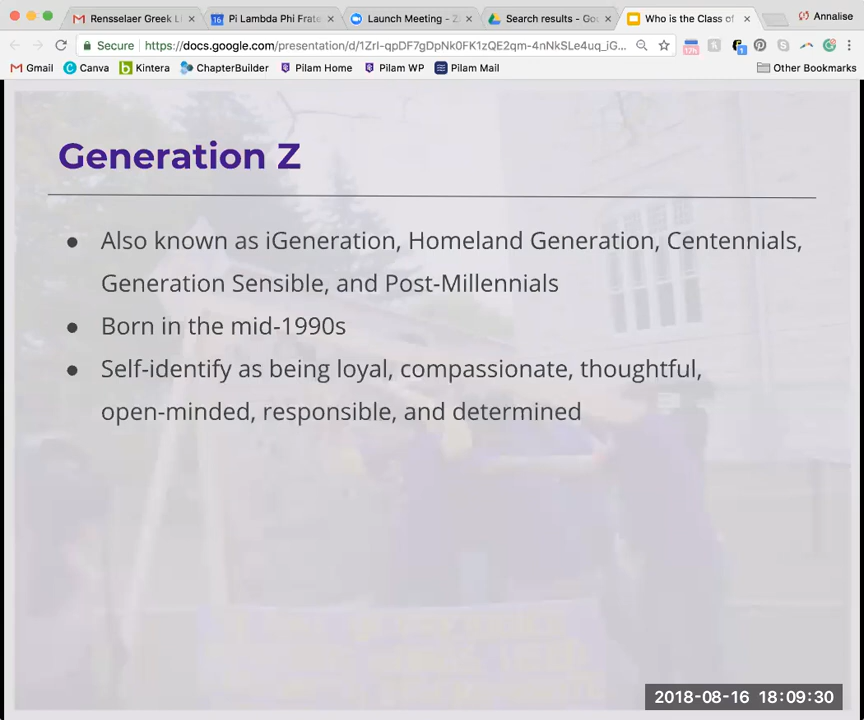 Rensselaer Greek Li
Pi Lambda Phi Frate
Launch Meeting - Z
Search results - Goo
Who is the Class of
Annalise
Secure
https://docs.google.com/presentation/d/1ZrI-qpDF7gDpNk0FK1zQE2qm-4nNkSLe4uq_iG...
Gmail
Canva
Kintera
ChapterBuilder
Pilam Home
Pilam WP
Pilam Mail
Other Bookmarks
Generation Z
● Also known as iGeneration, Homeland Generation, Centennials,
Generation Sensible, and Post-Millennials
● Born in the mid-1990s
● Self-identify as being loyal, compassionate, thoughtful,
open-minded, responsible, and determined
2018-08-16 18:09:30